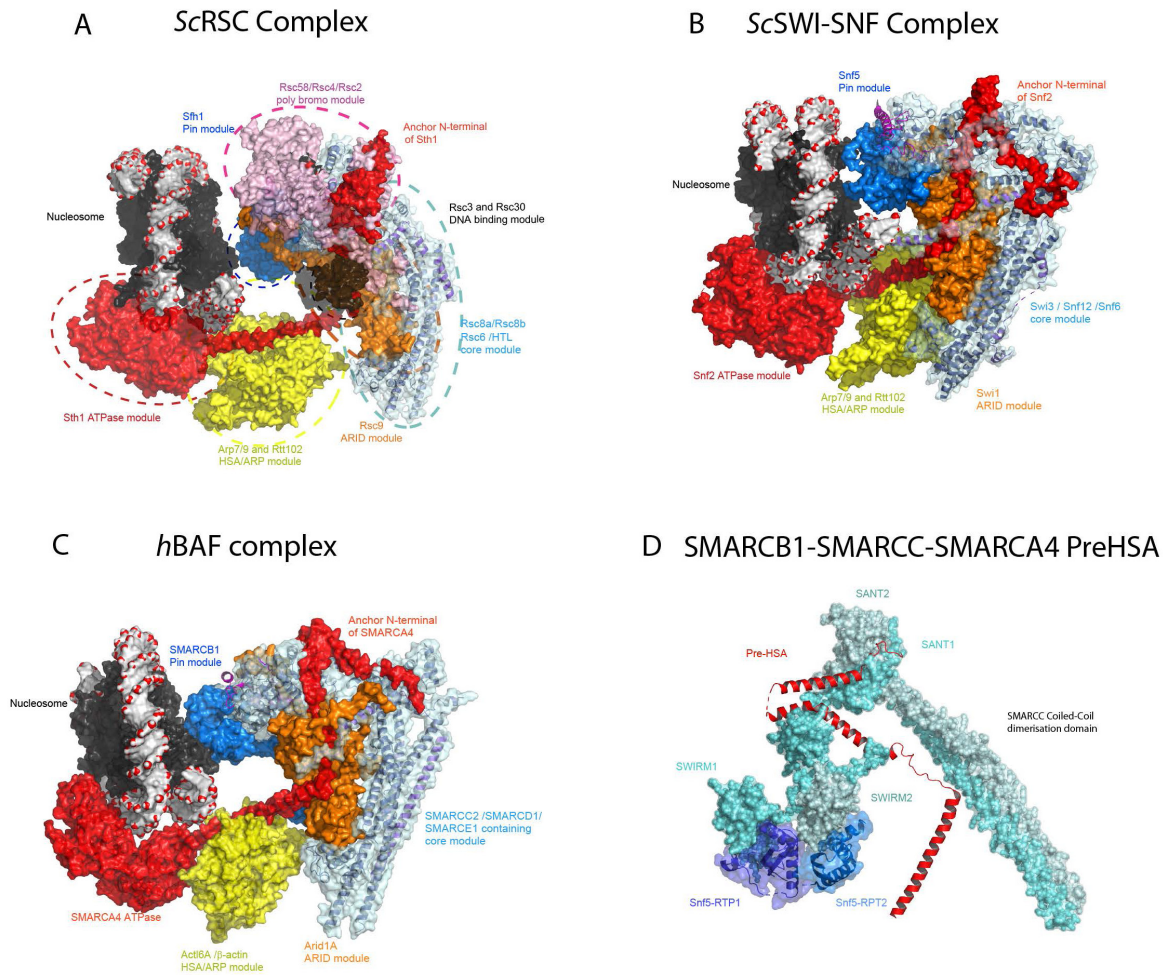 A ScRSC Complex
Rsc58/Rsc4/Rsc2
poly bromo module
Sfh1
Pin module
Anchor N-terminal
of Sth1
Nucleosome
Rsc3 and Rsc30
DNA binding module
Rsc8a/Rsc8b
Rsc6 /HTL
core module
Sth1 ATPase module
Rsc9
ARID module
Arp7/9 and Rtt102
HSA/ARP module
B ScSWI-SNF Complex
Snf5
Pin module
Anchor N-terminal
of Snf2
Nucleosome
Swi3 / Snf12 /Snf6
core module
Snf2 ATPase module
Swi1
ARID module
Arp7/9 and Rtt102
HSA/ARP module
C hBAF complex
Anchor N-terminal
of SMARCA4
SMARCB1
Pin module
Nucleosome
SMARCC2 /SMARCD1/
SMARCE1 containing
core module
SMARCA4 ATPase
Actl6A /β-actin
HSA/ARP module
Arid1A
ARID module
D SMARCB1-SMARCC-SMARCA4 PreHSA
SANT2
SANT1
Pre-HSA
SMARCC Coiled-Coil
dimerisation domain
SWIRM1
SWIRM2
Snf5-RTP1
Snf5-RPT2